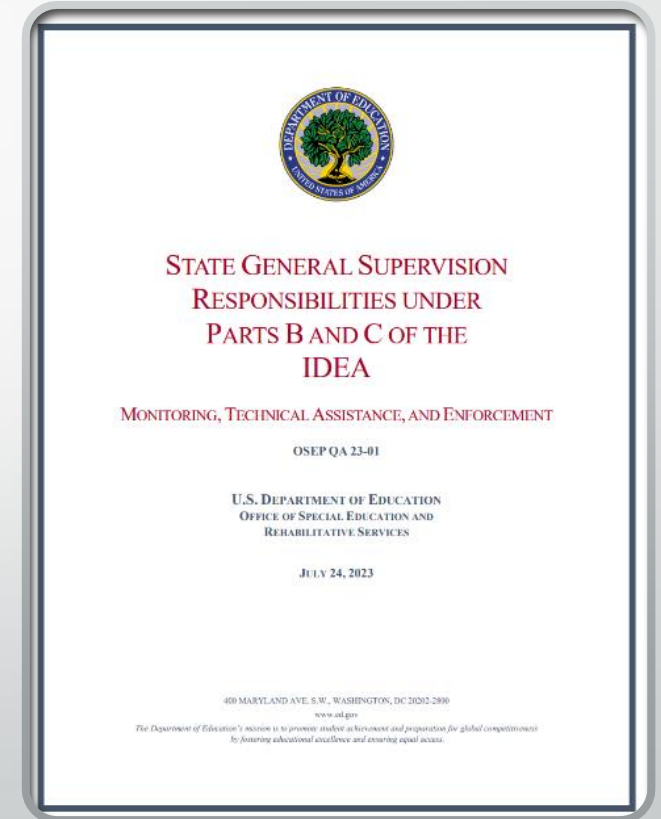 DEPARTMENT OF EDUCATION
UNITED STATES OF AMERICA
STATE GENERAL SUPERVISION
RESPONSIBILITIES UNDER
PARTS B AND C OF THE
IDEA
MONITORING, TECHNICAL ASSISTANCE, AND ENFORCEMENT
OSEP QA 23-01
U.S. DEPARTMENT OF EDUCATION
OFFICE OF SPECIAL EDUCATION AND
REHABILITATIVE SERVICES
JULY 24, 2023
400 MARYLAND AVE. S.W., WASHINGTON, DC 20202-2800
www.ed.gov
The Department of Education's mission is to promote student achievement and preparation for global competitiveness
by fostering educational excellence and ensuring equal access.